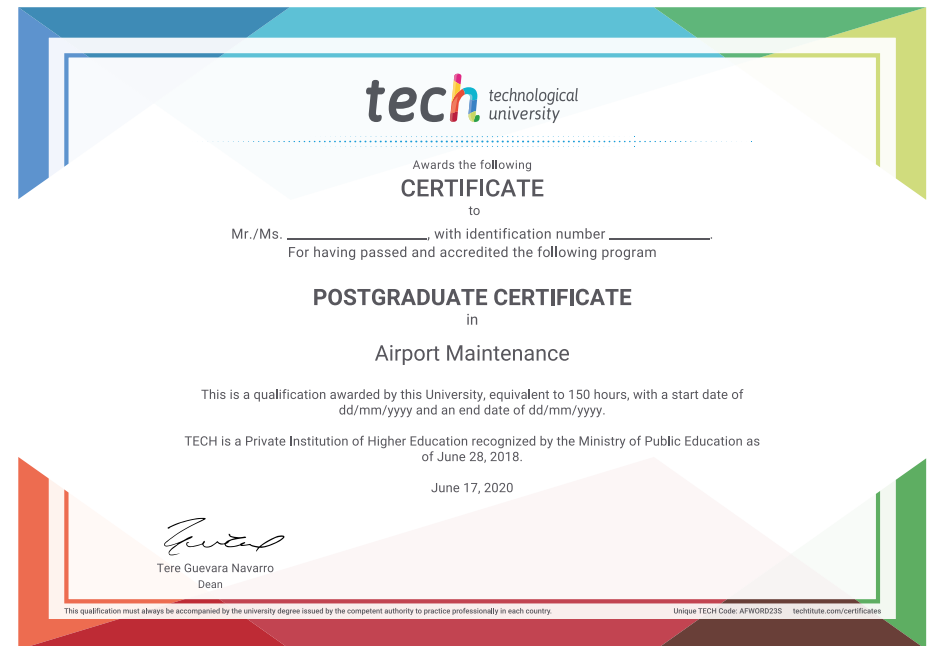 tech technological
university
Awards the following
CERTIFICATE
to
Mr./Ms. ____________________, with identification number ______________.
For having passed and accredited the following program
POSTGRADUATE CERTIFICATE
in
Airport Maintenance
This is a qualification awarded by this University, equivalent to 150 hours, with a start date of
dd/mm/yyyy and an end date of dd/mm/yyyy.
TECH is a Private Institution of Higher Education recognized by the Ministry of Public Education as
of June 28, 2018.
June 17, 2020
Tere Guevara Navarro
Dean
This qualification must always be accompanied by the university degree issued by the competent authority to practice professionally in each country.
Unique TECH Code: AFWORD23S techtitute.com/certificates